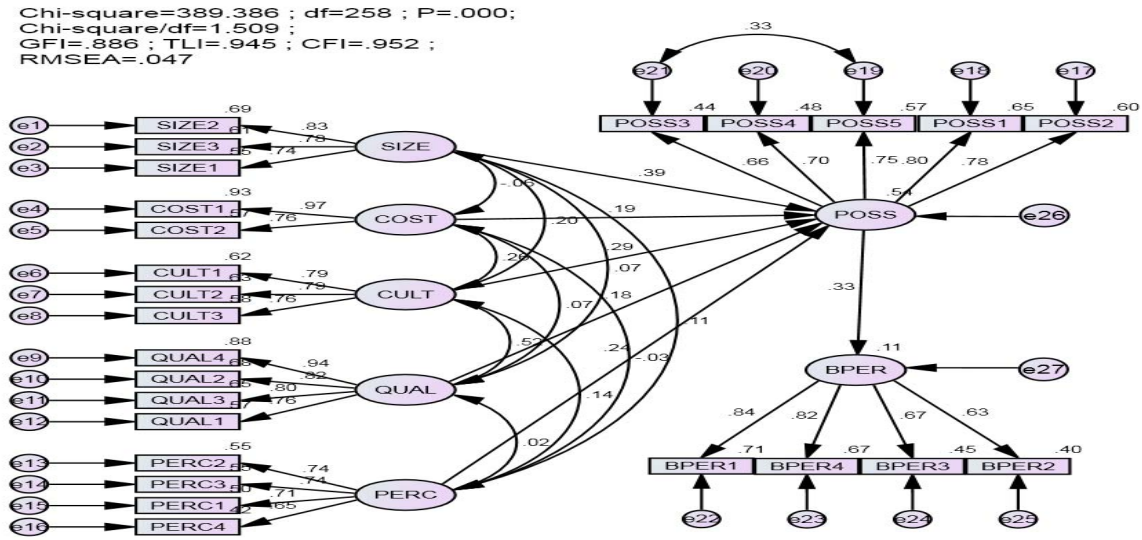 Chi-square=389.386 ; df=258 ; P=.000;
Chi-square/df=1.509 ;
GFI=.886 ; TLI=.945 ; CFI=.952 ;
RMSEA=.047
.33
e21 e20 e19 e18 e17
.44 .48 .57 .65 .60
POSS3 POSS4 POSS5 POSS1 POSS2
.66 .70 .75 .80 .78
.69
e1 SIZE2 .83
e2 SIZE3 .78 SIZE
e3 SIZE1 .74
-.06 .39
.93
e4 COST1 .97
COST .20 .19 .54 POSS e26
e5 COST2 .76
.26 .29
.62
e6 CULT1 .79 .07
e7 CULT2 .79 CULT
e8 CULT3 .76
.07 .18 .33
.52 .24 .11 -.03
.88
e9 QUAL4 .94
e10 QUAL2 .82 QUAL
e11 QUAL3 .80
e12 QUAL1 .76
.14
.11
BPER e27
.02
.84 .82 .67 .63
.55
e13 PERC2 .74
e14 PERC3 .74
e15 PERC1 .71 PERC
e16 PERC4 .65
.71 .67 .45 .40
BPER1 BPER4 BPER3 BPER2
e22 e23 e24 e25